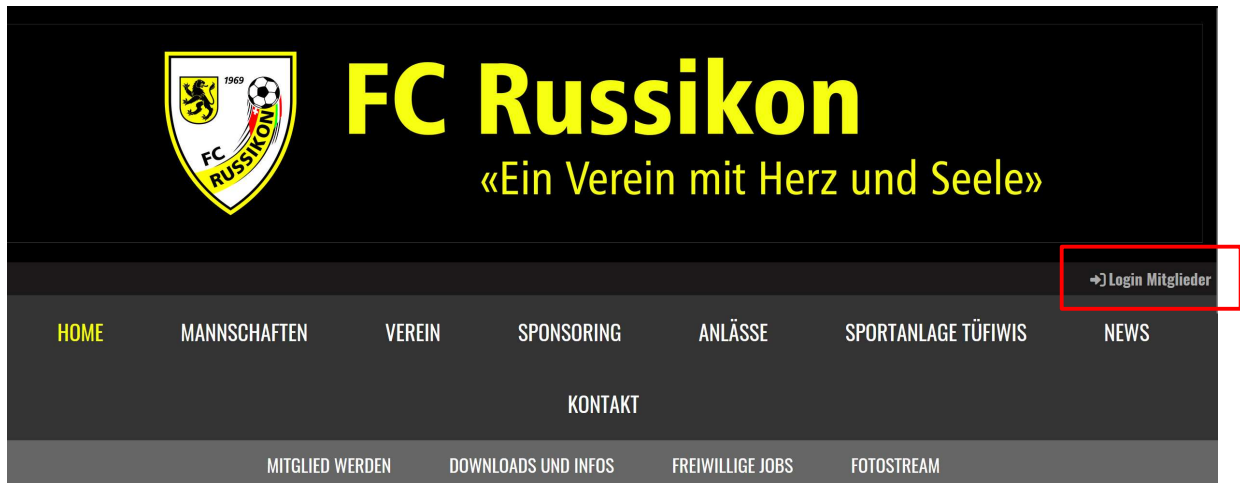 1969
FC
RUSSIKON
FC Russikon
«Ein Verein mit Herz und Seele»
Login Mitglieder
HOME MANNSCHAFTEN VEREIN SPONSORING ANLÄSSE SPORTANLAGE TÜFIWIS NEWS
KONTAKT
MITGLIED WERDEN DOWNLOADS UND INFOS FREIWILLIGE JOBS FOTOSTREAM